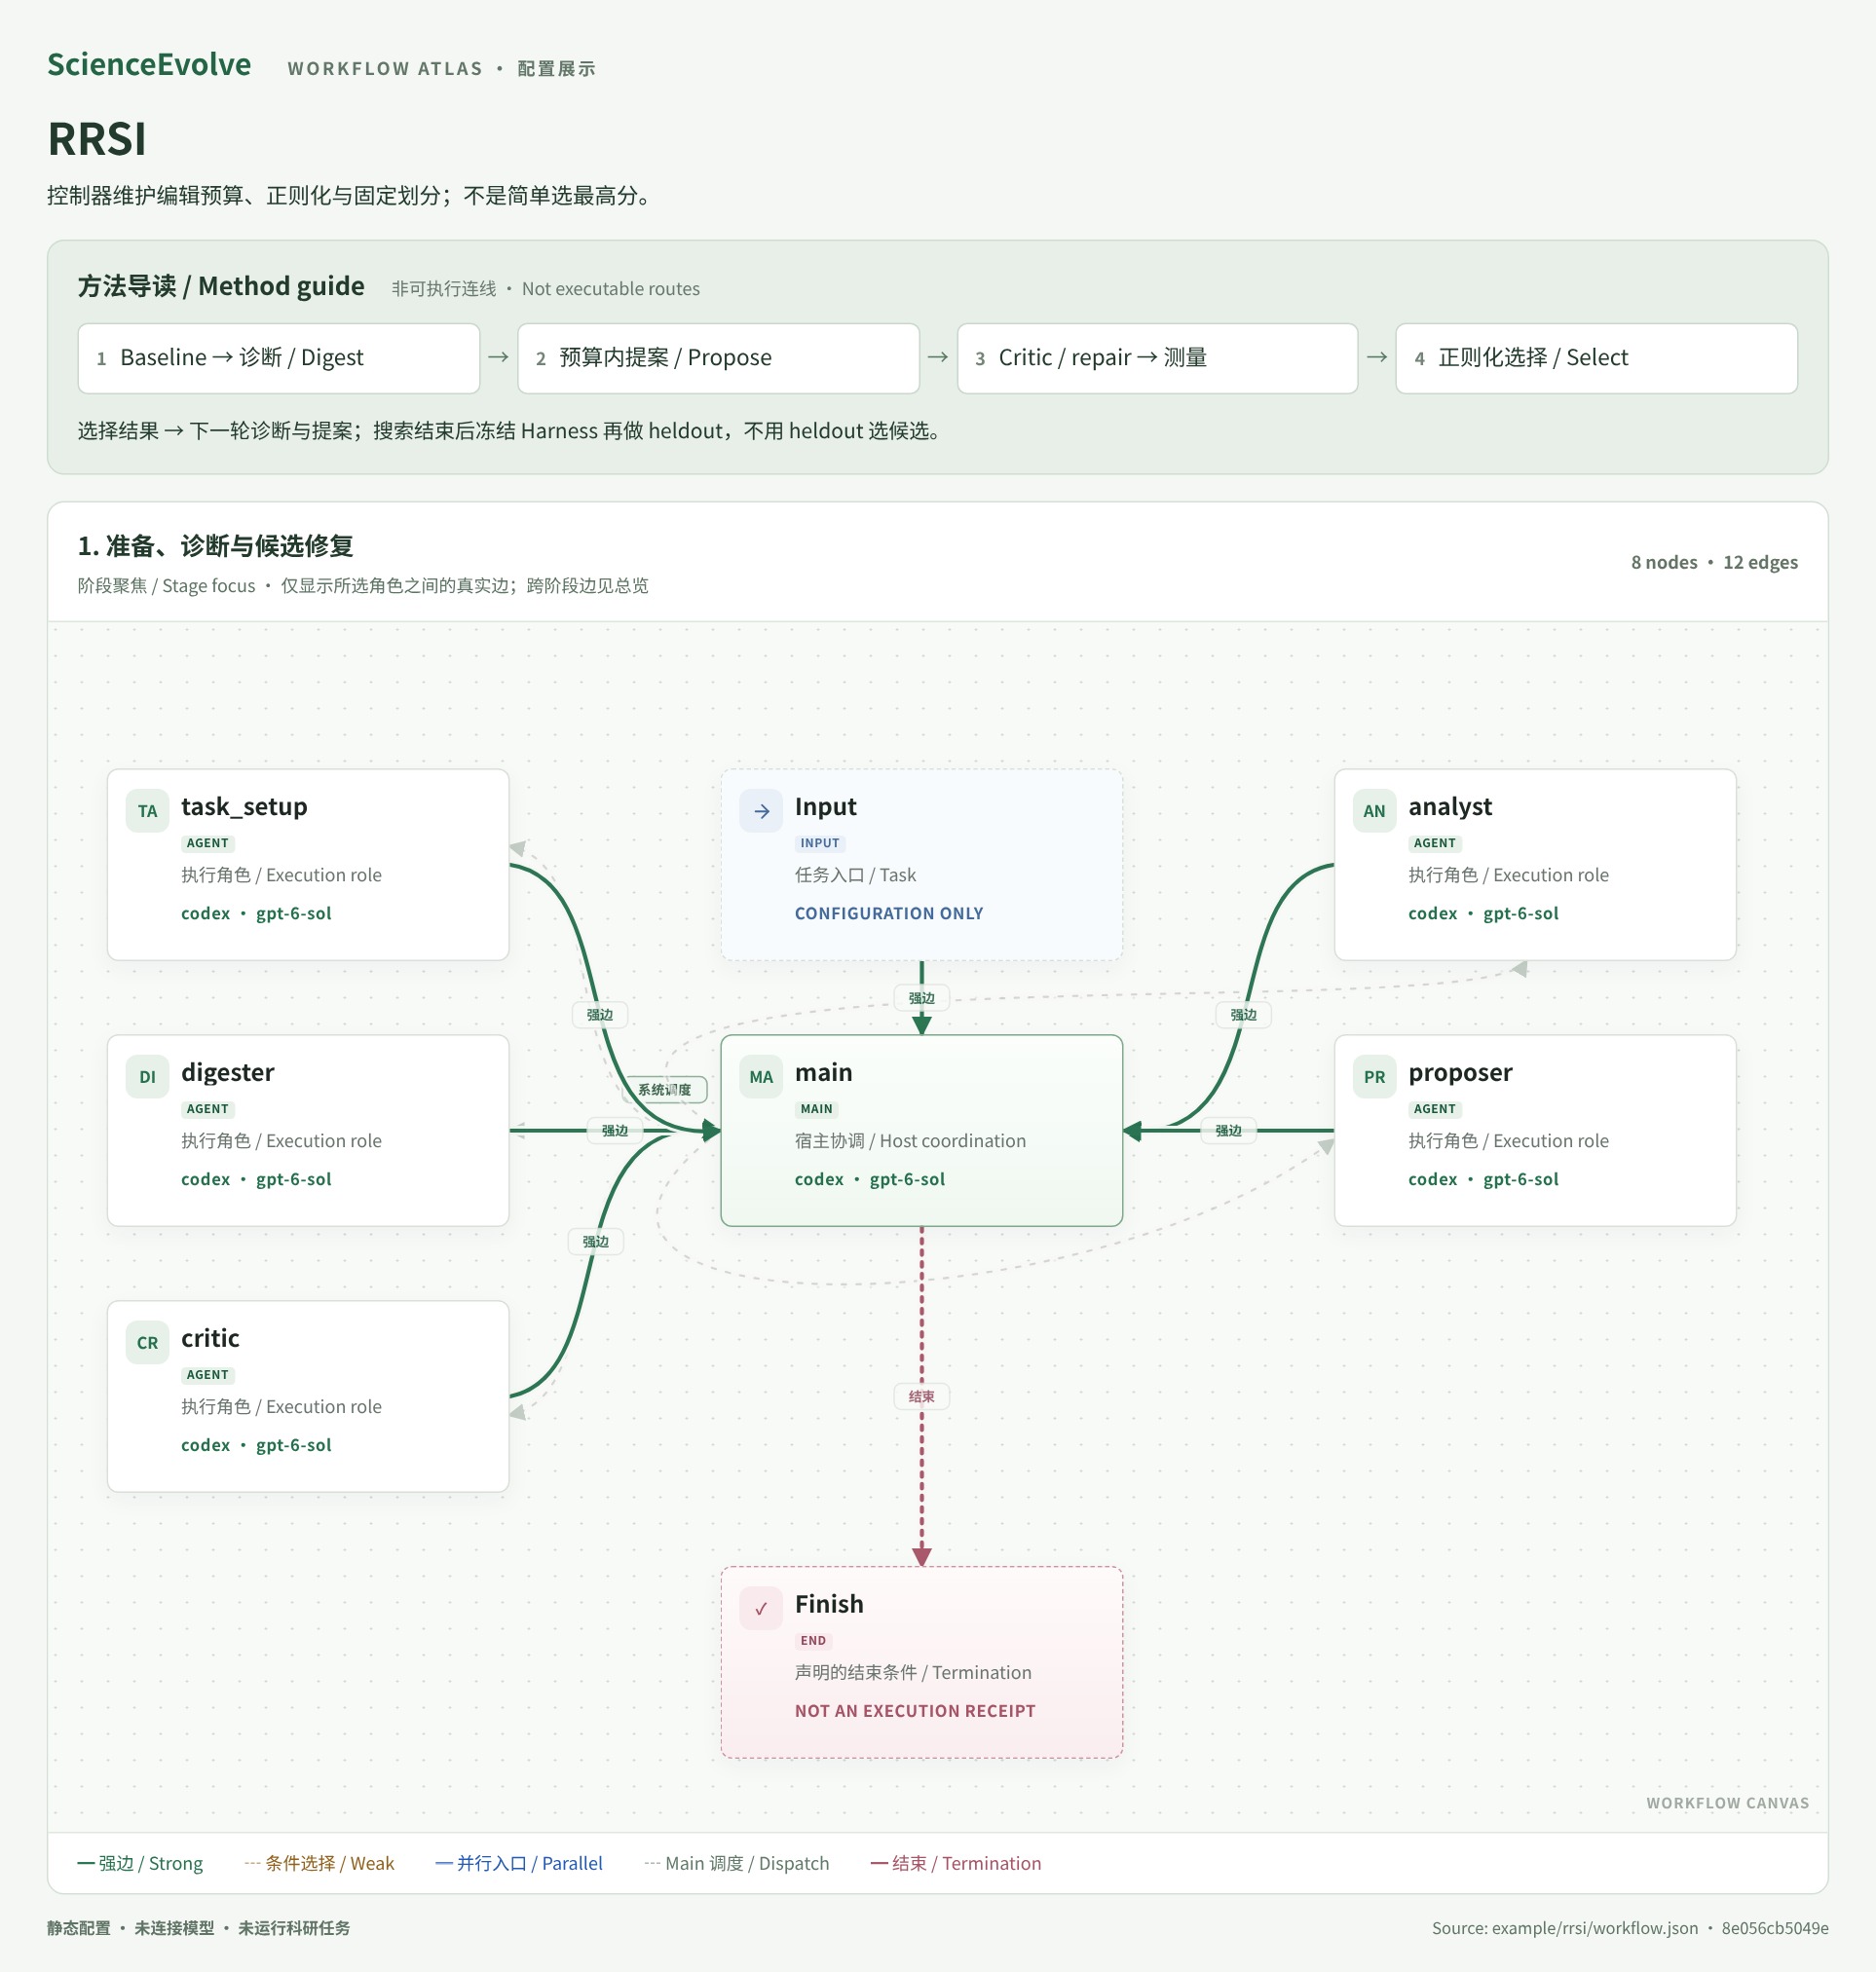 ScienceEvolve WORKFLOW ATLAS • 配置展示
RRSI
控制器维护编辑预算、正则化与固定划分；不是简单选最高分。
方法导读 / Method guide 非可执行连线 • Not executable routes
1 Baseline → 诊断 / Digest → 2 预算内提案 / Propose → 3 Critic / repair → 测量 → 4 正则化选择 / Select
选择结果 → 下一轮诊断与提案；搜索结束后冻结 Harness 再做 heldout，不用 heldout 选候选。
1. 准备、诊断与候选修复
阶段聚焦 / Stage focus • 仅显示所选角色之间的真实边；跨阶段边见总览
8 nodes • 12 edges
TA task_setup
AGENT
执行角色 / Execution role
codex • gpt-6-sol
→ Input
INPUT
任务入口 / Task
CONFIGURATION ONLY
AN analyst
AGENT
执行角色 / Execution role
codex • gpt-6-sol
强边
强边
强边
DI digester
AGENT
执行角色 / Execution role
codex • gpt-6-sol
系统调度
强边
MA main
MAIN
宿主协调 / Host coordination
codex • gpt-6-sol
强边
PR proposer
AGENT
执行角色 / Execution role
codex • gpt-6-sol
强边
CR critic
AGENT
执行角色 / Execution role
codex • gpt-6-sol
结束
✓ Finish
END
声明的结束条件 / Termination
NOT AN EXECUTION RECEIPT
WORKFLOW CANVAS
强边 / Strong 条件选择 / Weak 并行入口 / Parallel Main 调度 / Dispatch 结束 / Termination
静态配置 • 未连接模型 • 未运行科研任务
Source: example/rrsi/workflow.json • 8e056cb5049e